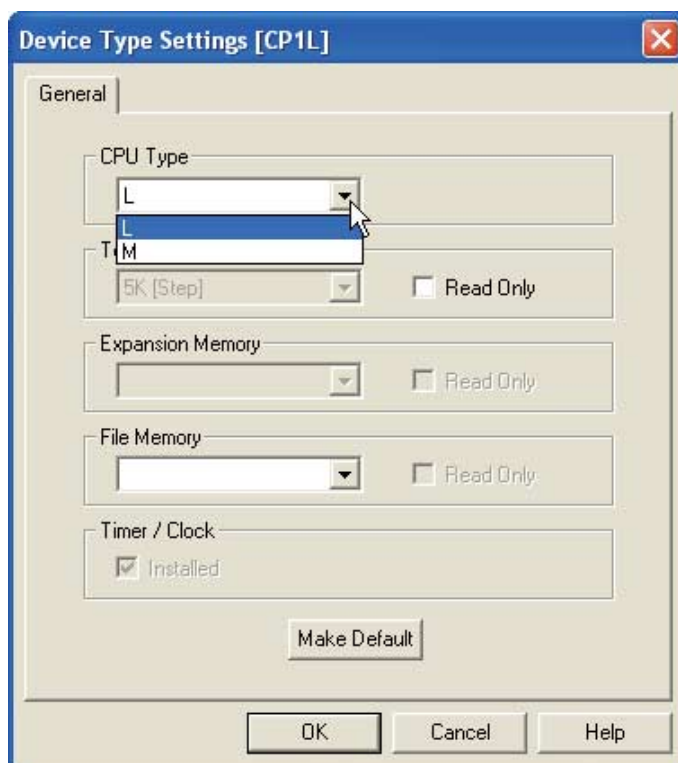 Device Type Settings [CP1L]
General
CPU Type
L
L
M
5K [Step]
Read Only
Expansion Memory
Read Only
File Memory
Read Only
Timer / Clock
Installed
Make Default
OK
Cancel
Help